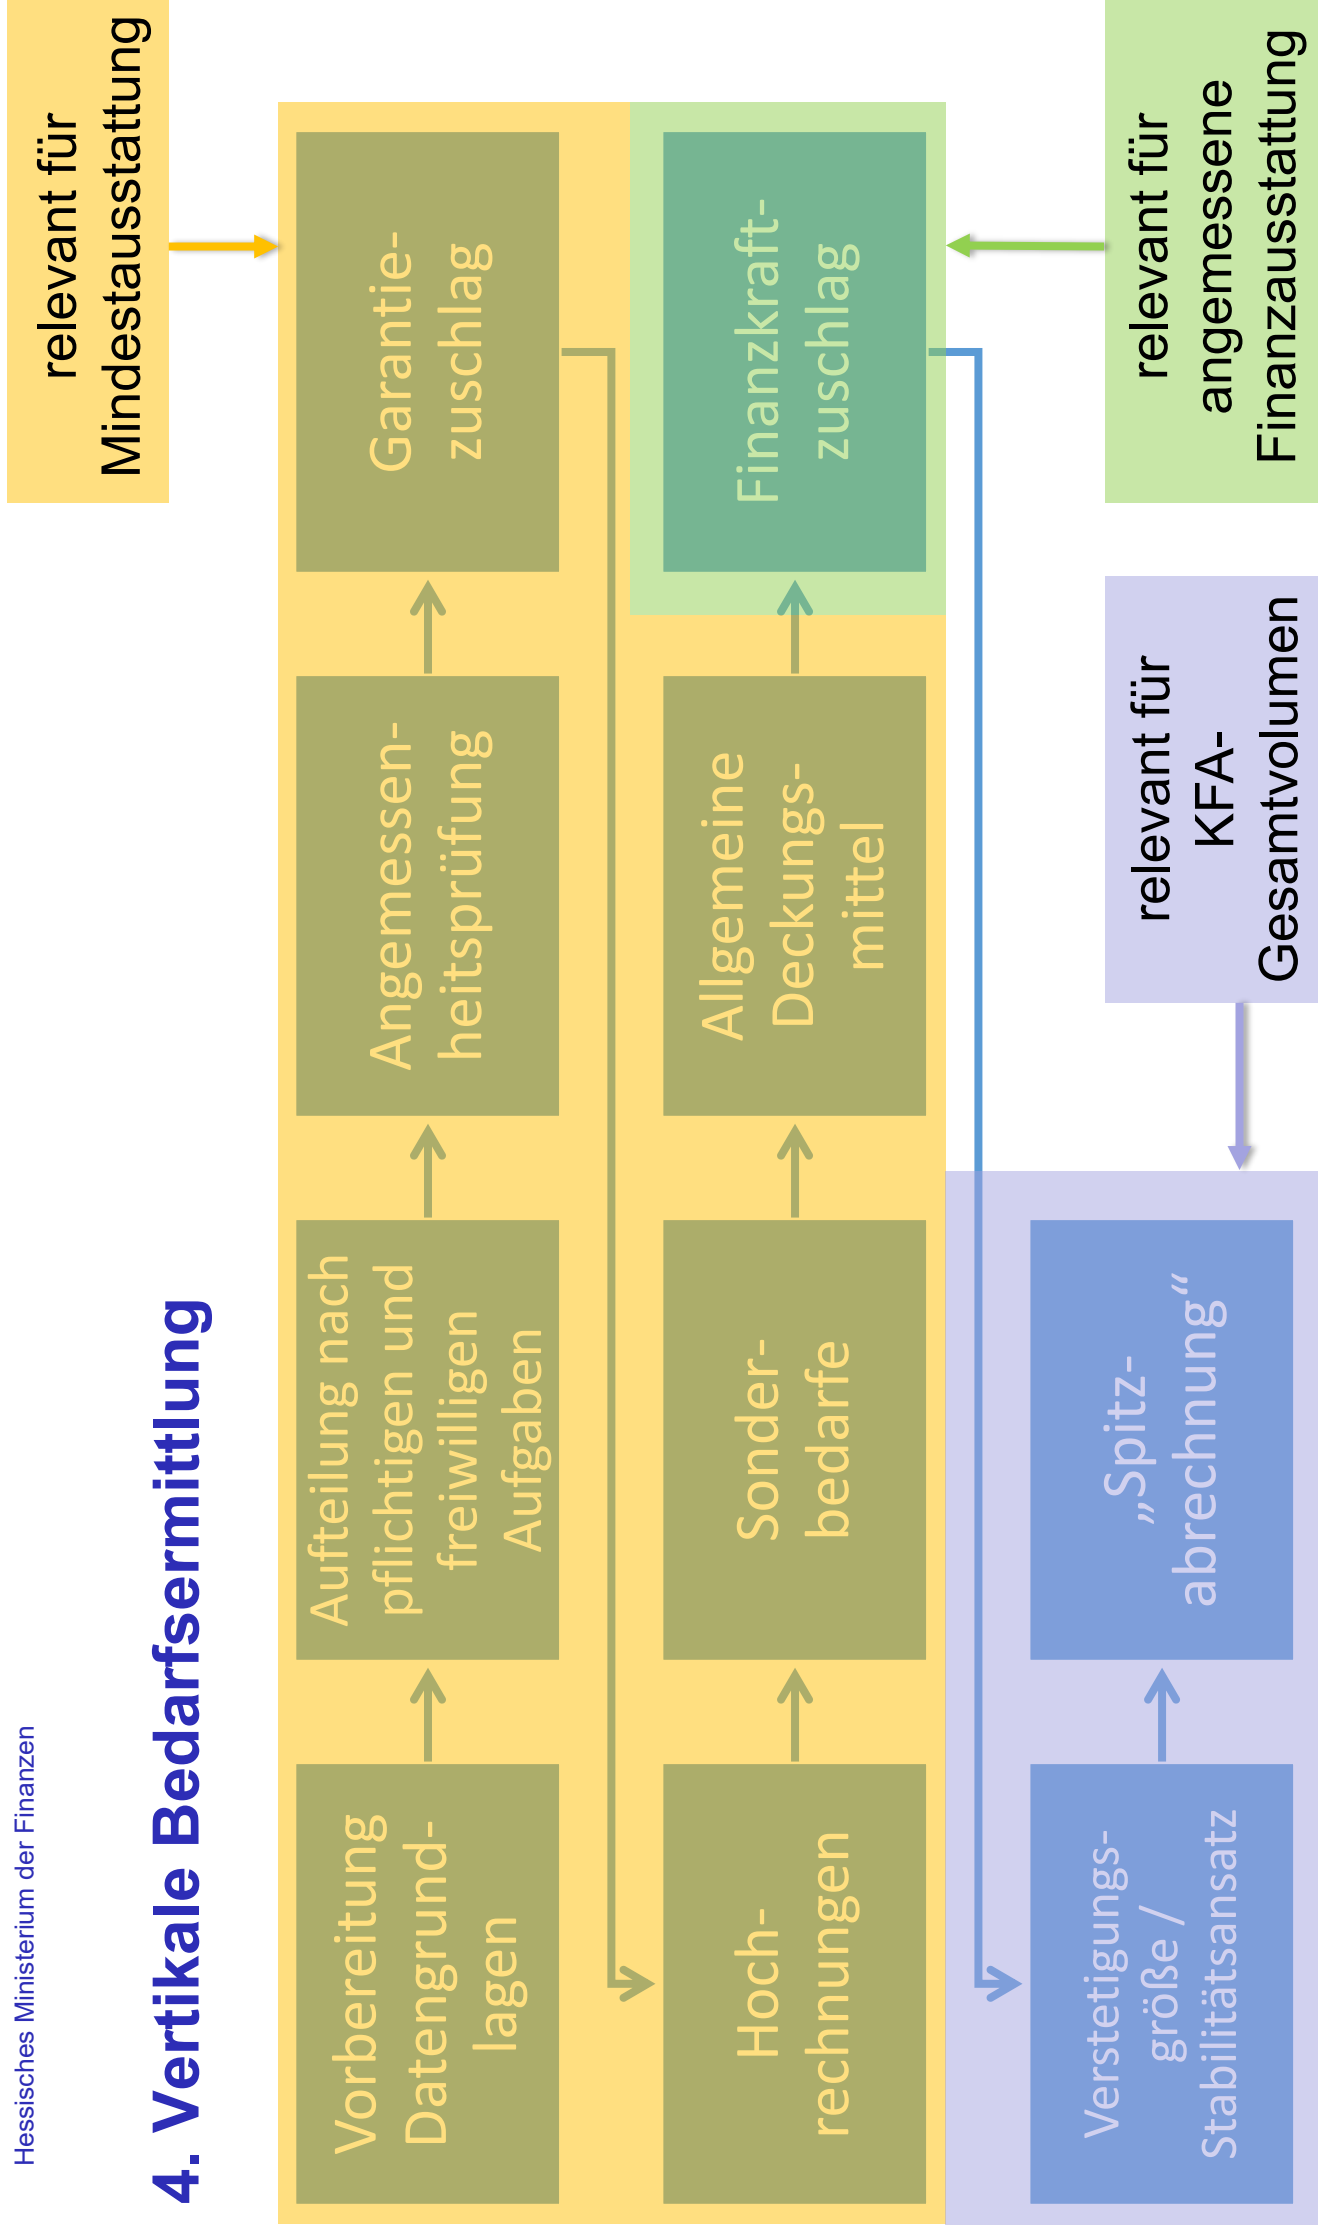 Hessisches Ministerium der Finanzen
4. Vertikale Bedarfsermittlung
relevant für
Mindestausstattung
Vorbereitung
Datengrund-
lagen
Aufteilung nach
pflichtigen und
freiwilligen
Aufgaben
Angemessen-
heitsprüfung
Garantie-
zuschlag
Hoch-
rechnungen
Sonder-
bedarfe
Allgemeine
Deckungs-
mittel
Finanzkraft-
zuschlag
Verstetigungs-
größe /
Stabilitätsansatz
„Spitz-
abrechnung“
relevant für
KFA-
Gesamtvolumen
relevant für
angemessene
Finanzausstattung